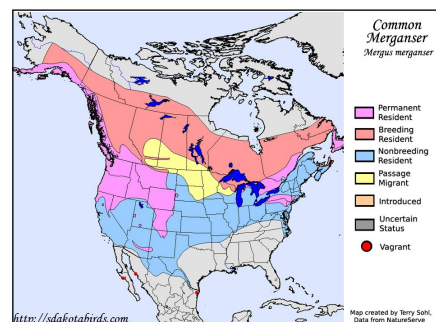 Common
Merganser
Mergus merganser
Permanent
Resident
Breeding
Resident
Nonbreeding
Resident
Passage
Migrant
Introduced
Uncertain
Status
Vagrant
http://sdakotabirds.com
Map created by Terry Sohl,
Data from NatureServe